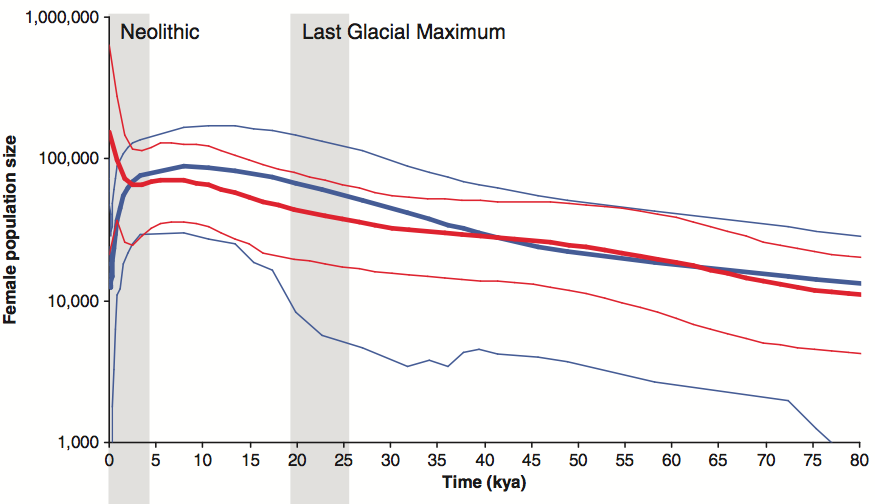 1,000,000
Neolithic
Last Glacial Maximum
100,000
Female population size
10,000
1,000
0 5 10 15 20 25 30 35 40 45 50 55 60 65 70 75 80
Time (kya)